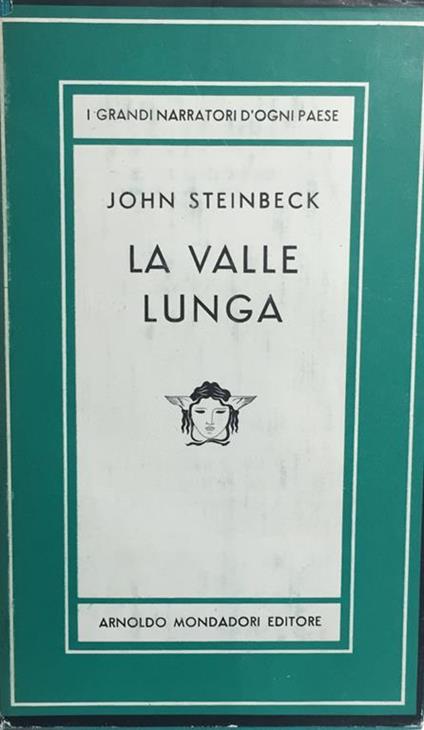 I GRANDI NARRATORI D'OGNI PAESE
JOHN STEINBECK
LA VALLE
LUNGA
ARNOLDO MONDADORI EDITORE